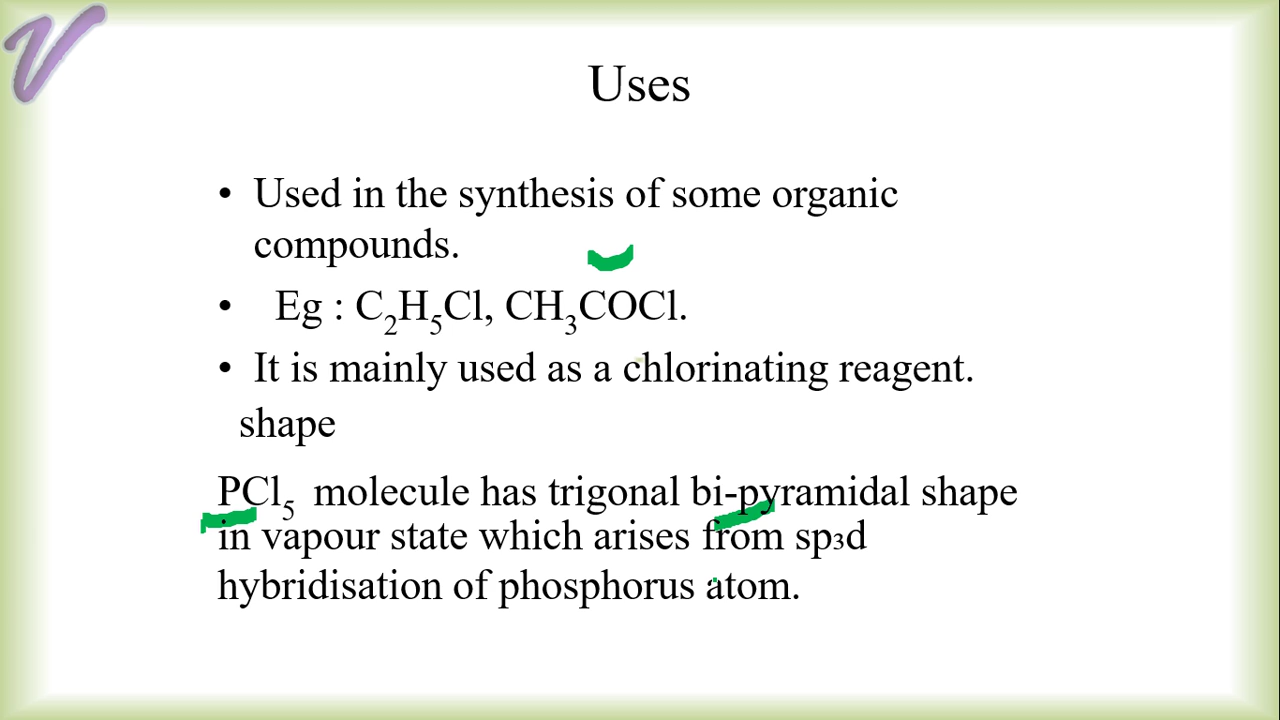 V
Uses
• Used in the synthesis of some organic
compounds.
• Eg : C₂H₅Cl, CH₃COCl.
• It is mainly used as a chlorinating reagent.
shape
PCl₅ molecule has trigonal bi-pyramidal shape
in vapour state which arises from sp₃d
hybridisation of phosphorus atom.